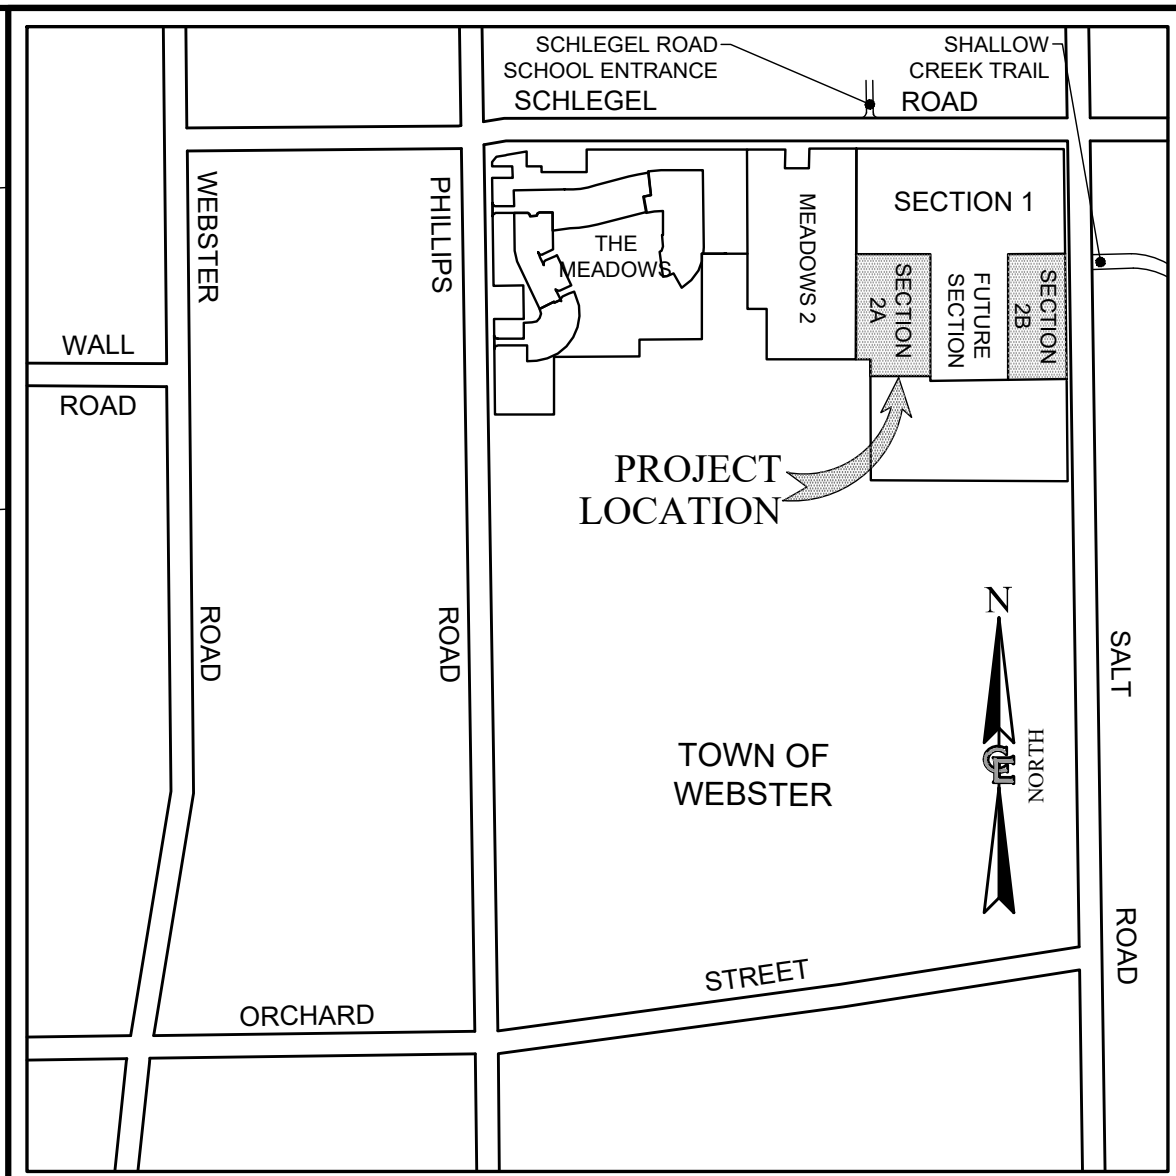 SCHLEGEL ROAD
SCHOOL ENTRANCE
SHALLOW
CREEK TRAIL
SCHLEGEL
ROAD
WEBSTER
ROAD
PHILLIPS
ROAD
THE
MEADOWS
MEADOWS 2
SECTION 1
SECTION
2A
FUTURE
SECTION
SECTION
2B
WALL
ROAD
PROJECT
LOCATION
N
GE
NORTH
SALT
ROAD
TOWN OF
WEBSTER
ORCHARD
STREET